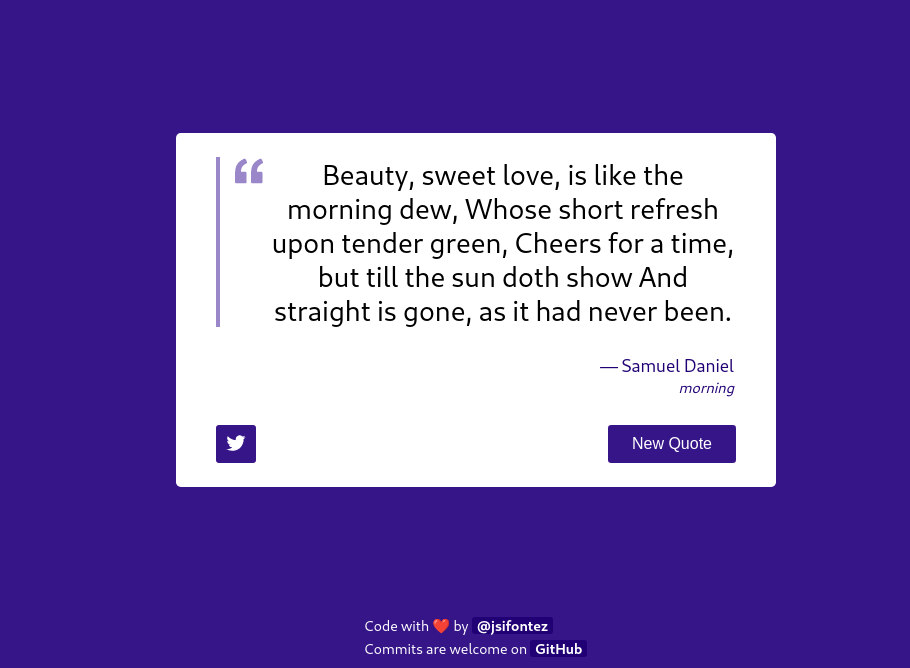 Beauty, sweet love, is like the
morning dew, Whose short refresh
upon tender green, Cheers for a time,
but till the sun doth show And
straight is gone, as it had never been.
— Samuel Daniel
morning
New Quote
Code with ❤️ by @jsifontez
Commits are welcome on GitHub